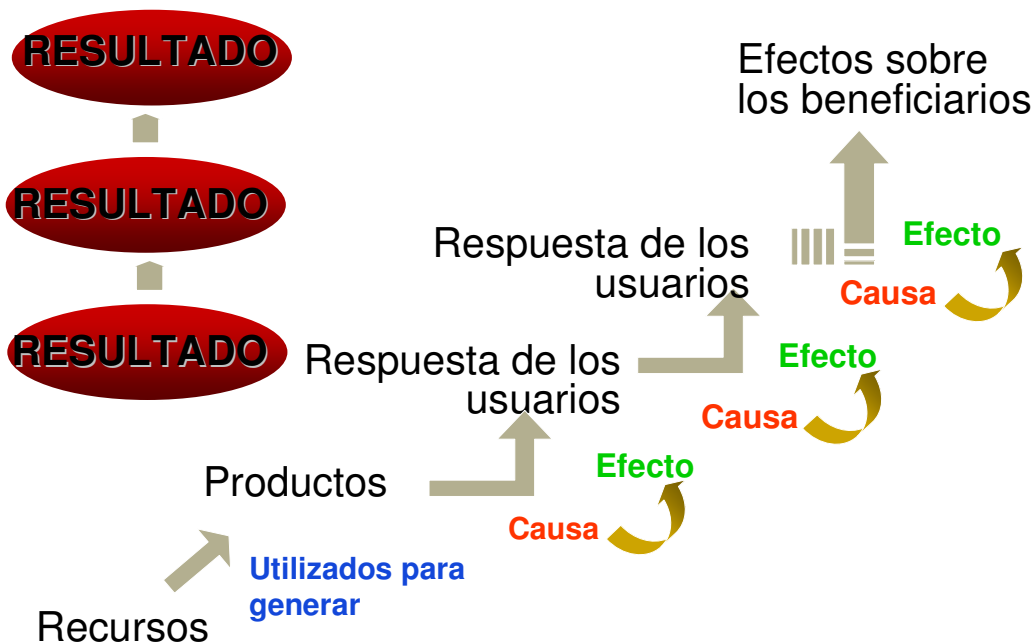 RESULTADO
RESULTADO
RESULTADO
Efectos sobre
los beneficiarios
Efecto
Causa
Respuesta de los
usuarios
Efecto
Causa
Respuesta de los
usuarios
Efecto
Causa
Productos
Utilizados para
generar
Recursos